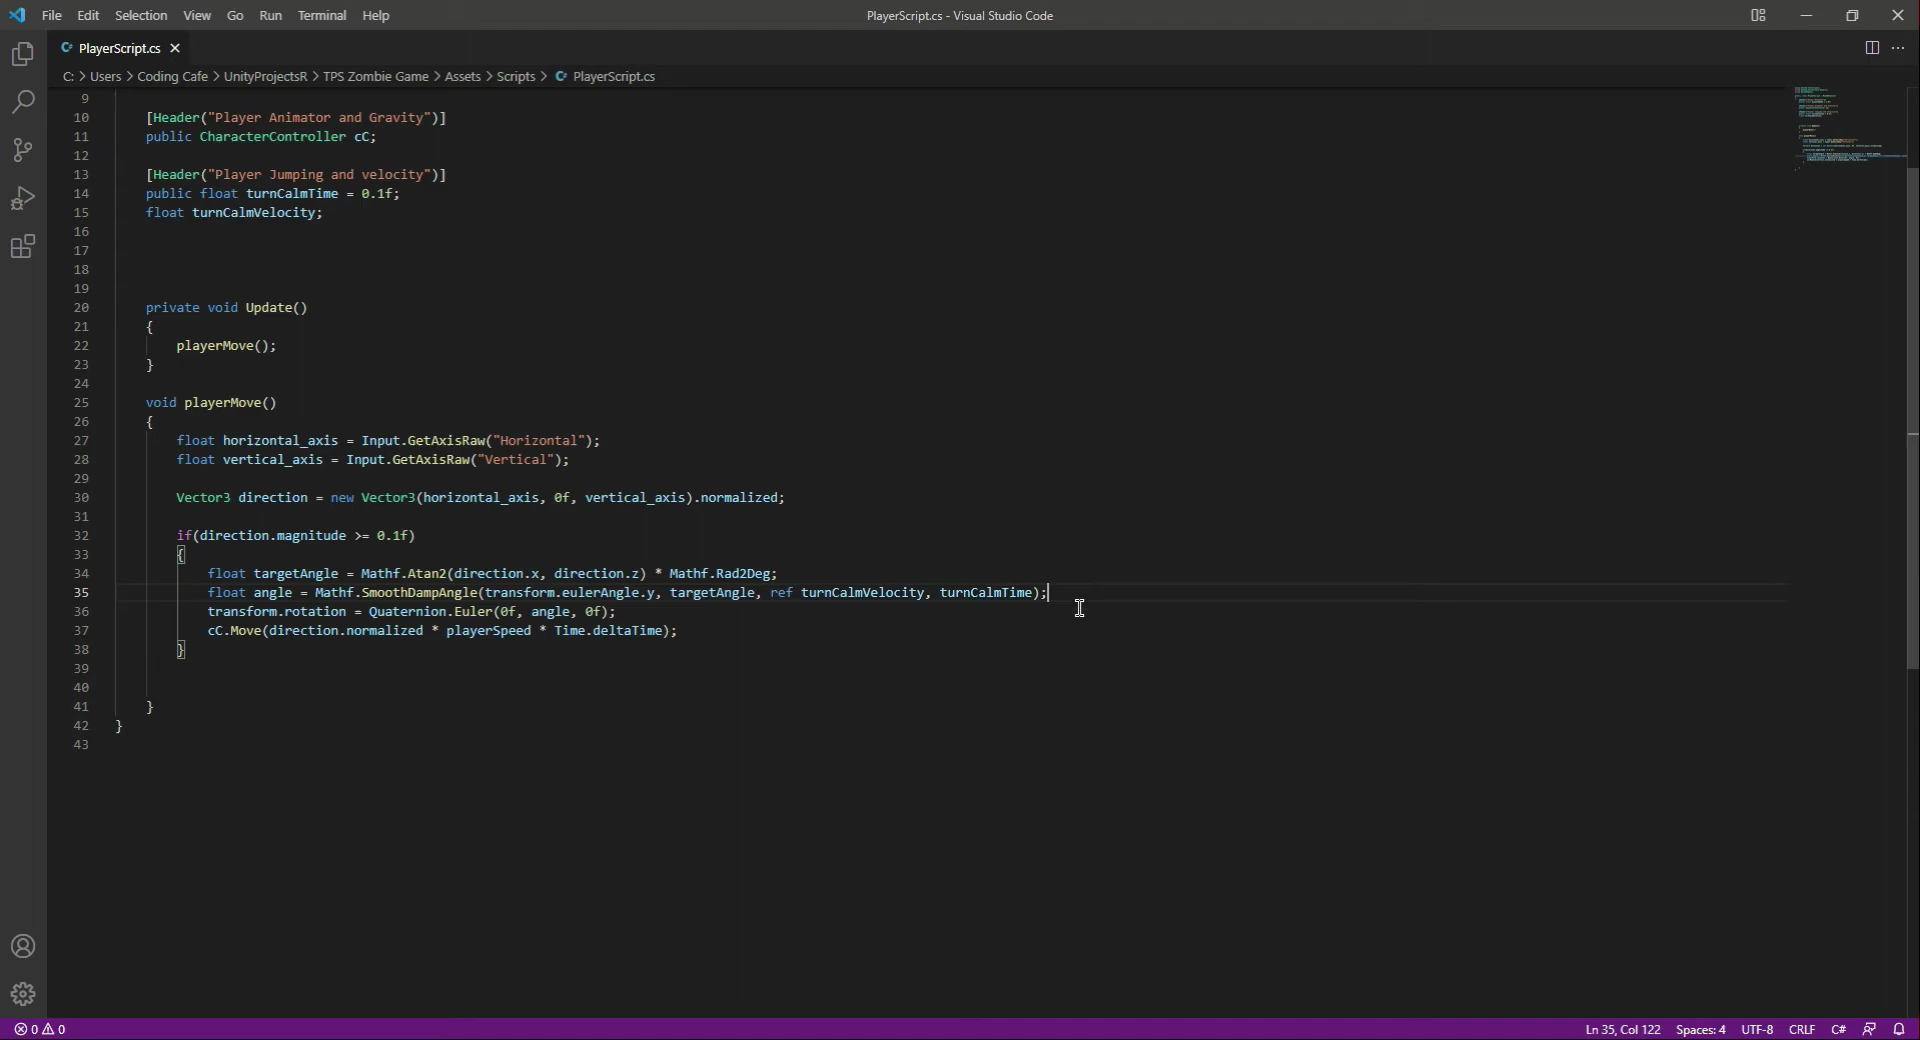 File Edit Selection View Go Run Terminal Help
PlayerScript.cs - Visual Studio Code
PlayerScript.cs
C: > Users > Coding Cafe > UnityProjectsR > TPS Zombie Game > Assets > Scripts > PlayerScript.cs
9
10 [Header("Player Animator and Gravity")]
11 public CharacterController cC;
12
13 [Header("Player Jumping and velocity")]
14 public float turnCalmTime = 0.1f;
15 float turnCalmVelocity;
16
17
18
19
20 private void Update()
21 {
22 playerMove();
23 }
24
25 void playerMove()
26 {
27 float horizontal_axis = Input.GetAxisRaw("Horizontal");
28 float vertical_axis = Input.GetAxisRaw("Vertical");
29
30 Vector3 direction = new Vector3(horizontal_axis, 0f, vertical_axis).normalized;
31
32 if(direction.magnitude >= 0.1f)
33 {
34 float targetAngle = Mathf.Atan2(direction.x, direction.z) * Mathf.Rad2Deg;
35 float angle = Mathf.SmoothDampAngle(transform.eulerAngle.y, targetAngle, ref turnCalmVelocity, turnCalmTime);
36 transform.rotation = Quaternion.Euler(0f, angle, 0f);
37 cC.Move(direction.normalized * playerSpeed * Time.deltaTime);
38 }
39
40
41 }
42 }
43
0 0 Ln 35, Col 122 Spaces: 4 UTF-8 CRLF C#